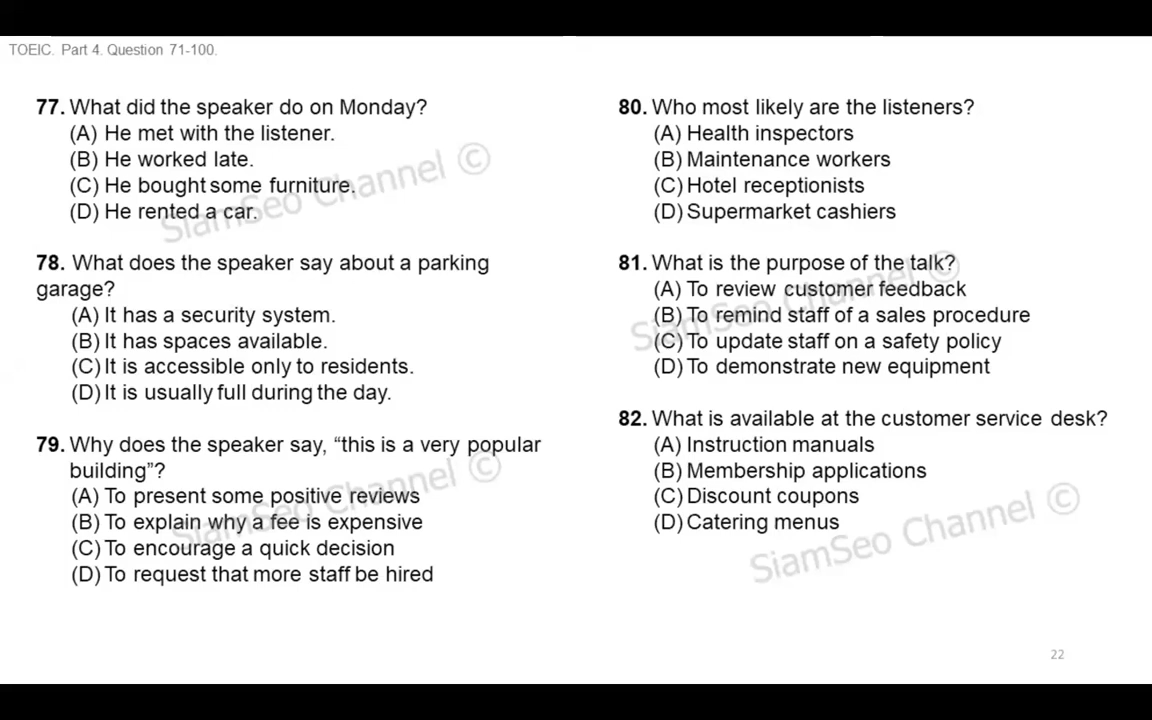 TOEIC. Part 4. Question 71-100.
77. What did the speaker do on Monday?
(A) He met with the listener.
(B) He worked late.
(C) He bought some furniture.
(D) He rented a car.
SiamSeo Channel ©
78. What does the speaker say about a parking
garage?
(A) It has a security system.
(B) It has spaces available.
(C) It is accessible only to residents.
(D) It is usually full during the day.
79. Why does the speaker say, “this is a very popular
building”?
(A) To present some positive reviews
(B) To explain why a fee is expensive
(C) To encourage a quick decision
(D) To request that more staff be hired
SiamSeo Channel ©
80. Who most likely are the listeners?
(A) Health inspectors
(B) Maintenance workers
(C) Hotel receptionists
(D) Supermarket cashiers
81. What is the purpose of the talk?
(A) To review customer feedback
(B) To remind staff of a sales procedure
(C) To update staff on a safety policy
(D) To demonstrate new equipment
SiamSeo Channel ©
82. What is available at the customer service desk?
(A) Instruction manuals
(B) Membership applications
(C) Discount coupons
(D) Catering menus
SiamSeo Channel ©
22